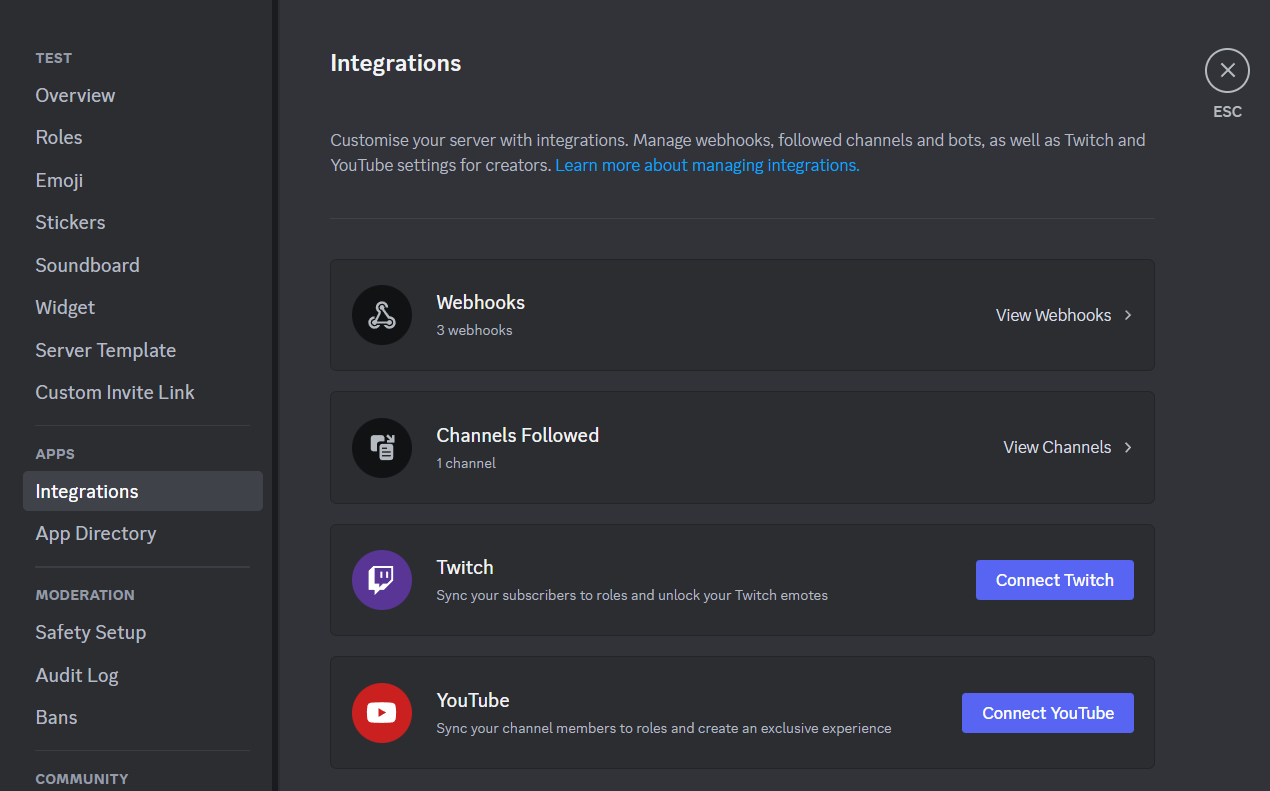 TEST
Overview
Roles
Emoji
Stickers
Soundboard
Widget
Server Template
Custom Invite Link
APPS
Integrations
App Directory
MODERATION
Safety Setup
Audit Log
Bans
COMMUNITY
Integrations
ESC
Customise your server with integrations. Manage webhooks, followed channels and bots, as well as Twitch and
YouTube settings for creators. Learn more about managing integrations.
Webhooks
3 webhooks
View Webhooks
Channels Followed
1 channel
View Channels
Twitch
Sync your subscribers to roles and unlock your Twitch emotes
Connect Twitch
YouTube
Sync your channel members to roles and create an exclusive experience
Connect YouTube